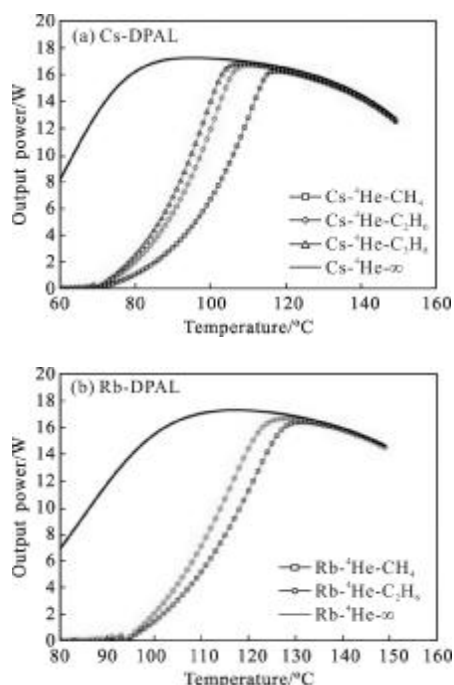 20
(a) Cs-DPAL
18
16
14
12
10
8
6
4
2
0
Output power/W
Cs-⁴He-CH₄
Cs-⁴He-C₂H₆
Cs-⁴He-C₃H₈
Cs-⁴He-∞
60 80 100 120 140 160
Temperature/°C
20
(b) Rb-DPAL
18
16
14
12
10
8
6
4
2
0
Output power/W
Rb-⁴He-CH₄
Rb-⁴He-C₂H₆
Rb-⁴He-∞
80 90 100 110 120 130 140 150 160
Temperature/°C